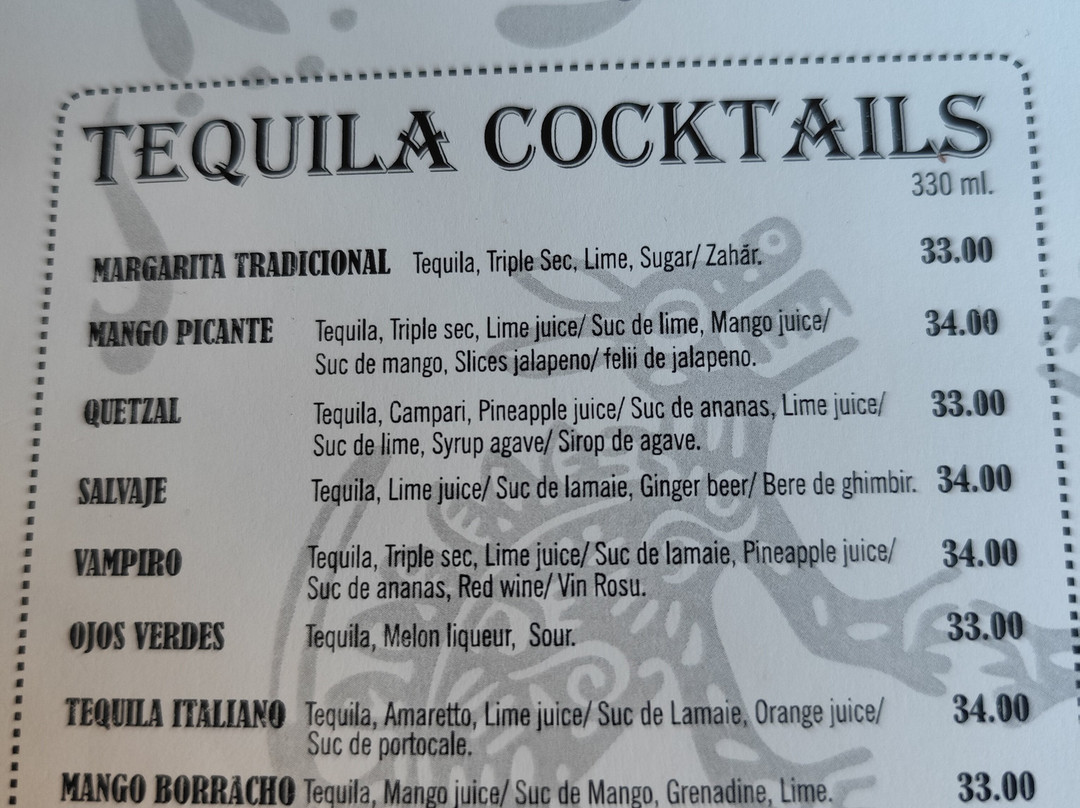 TEQUILA COCKTAILS
330 ml.
MARGARITA TRADICIONAL Tequila, Triple Sec, Lime, Sugar/ Zahăr. 33.00
MANGO PICANTE Tequila, Triple sec, Lime juice/ Suc de lime, Mango juice/ 34.00
Suc de mango, Slices jalapeno/ felii de jalapeno.
QUETZAL Tequila, Campari, Pineapple juice/ Suc de ananas, Lime juice/ 33.00
Suc de lime, Syrup agave/ Sirop de agave.
SALVAJE Tequila, Lime juice/ Suc de lamaie, Ginger beer/ Bere de ghimbir. 34.00
VAMPIRO Tequila, Triple sec, Lime juice/ Suc de lamaie, Pineapple juice/ 34.00
Suc de ananas, Red wine/ Vin Rosu.
OJOS VERDES Tequila, Melon liqueur, Sour. 33.00
TEQUILA ITALIANO Tequila, Amaretto, Lime juice/ Suc de Lamaie, Orange juice/ 34.00
Suc de portocale.
MANGO BORRACHO Tequila, Mango juice/ Suc de Mango, Grenadine, Lime. 33.00